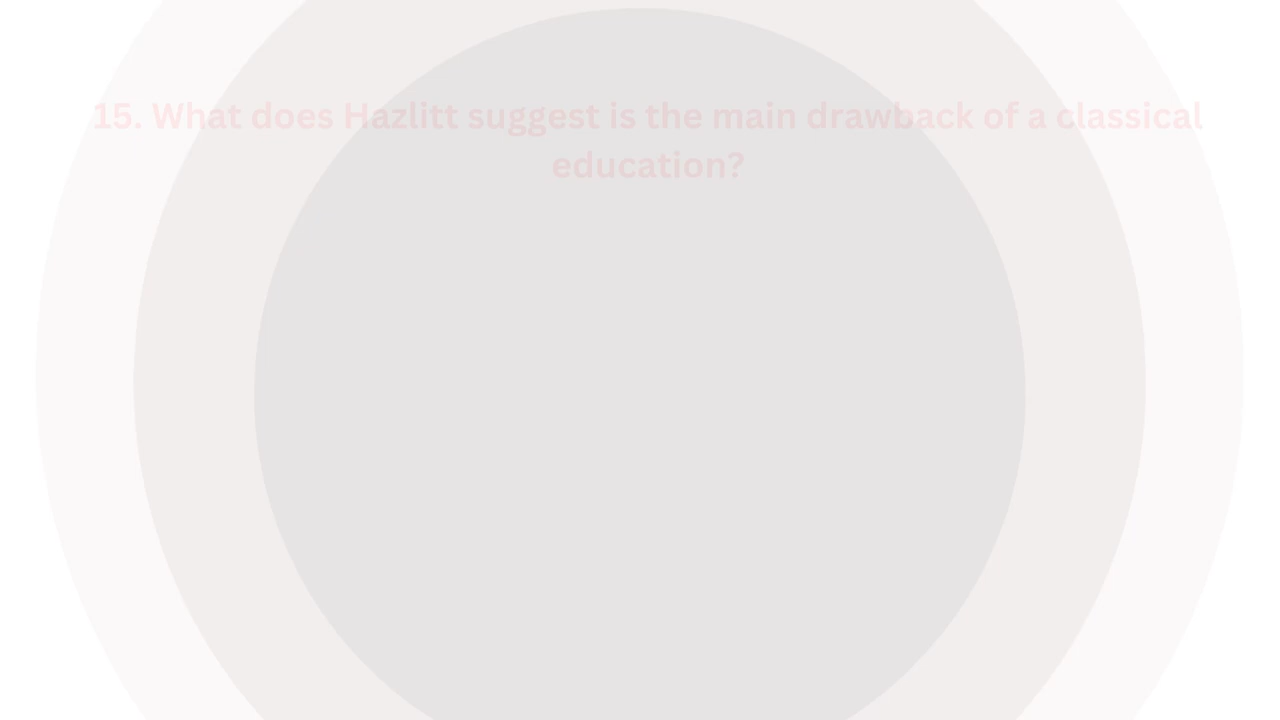 15. What does Hazlitt suggest is the main drawback of a classical
education?